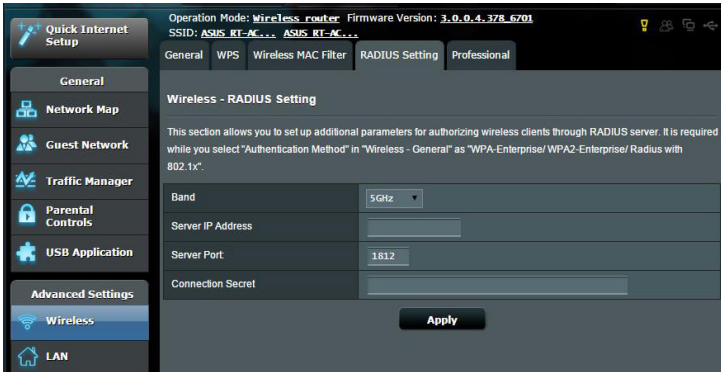 Quick Internet
Setup
Operation Mode: Wireless router Firmware Version: 3.0.0.4.378_6701
SSID: ASUS RT-AC... ASUS RT-AC...
General WPS Wireless MAC Filter RADIUS Setting Professional
General
Network Map
Guest Network
Traffic Manager
Parental
Controls
USB Application
Advanced Settings
Wireless
LAN
Wireless - RADIUS Setting
This section allows you to set up additional parameters for authorizing wireless clients through RADIUS server. It is required
while you select "Authentication Method" in "Wireless - General" as "WPA-Enterprise/ WPA2-Enterprise/ Radius with
802.1x".
Band 5GHz
Server IP Address
Server Port 1812
Connection Secret
Apply